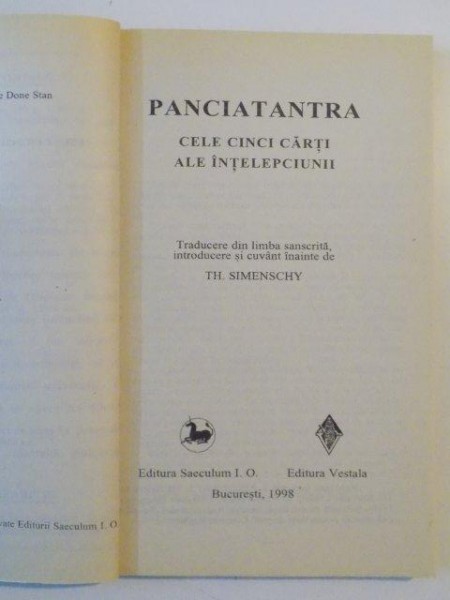 Done Stan
PANCIATANTRA
CELE CINCI CĂRȚI
ALE ÎNȚELEPCIUNII
Traducere din limba sanscrită,
introducere și cuvânt înainte de
TH. SIMENSCHY
Editura Saeculum I. O. Editura Vestala
București, 1998
Editurii Saeculum I. O.